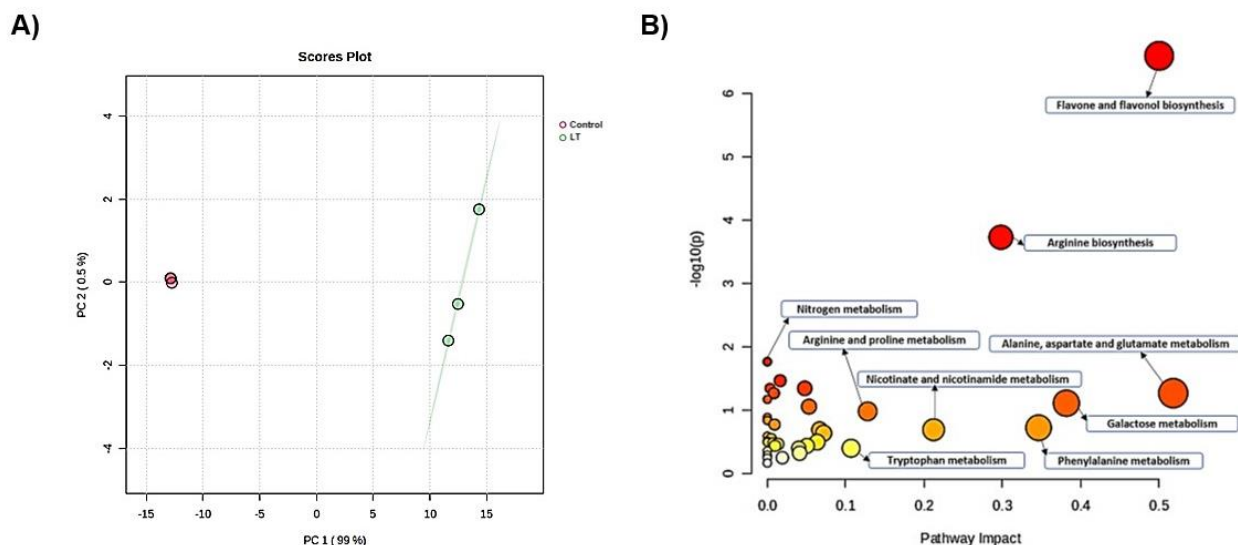 A)
Scores Plot
Control
LT
4
2
0
-2
-4
PC 2 ( 0.5 %)
-15
-10
-5
0
5
10
15
PC 1 ( 99 %)
B)
6
5
4
3
2
1
0
-log10(p)
Flavone and flavonol biosynthesis
Arginine biosynthesis
Nitrogen metabolism
Arginine and proline metabolism
Alanine, aspartate and glutamate metabolism
Nicotinate and nicotinamide metabolism
Galactose metabolism
Tryptophan metabolism
Phenylalanine metabolism
0.0
0.1
0.2
0.3
0.4
0.5
Pathway Impact